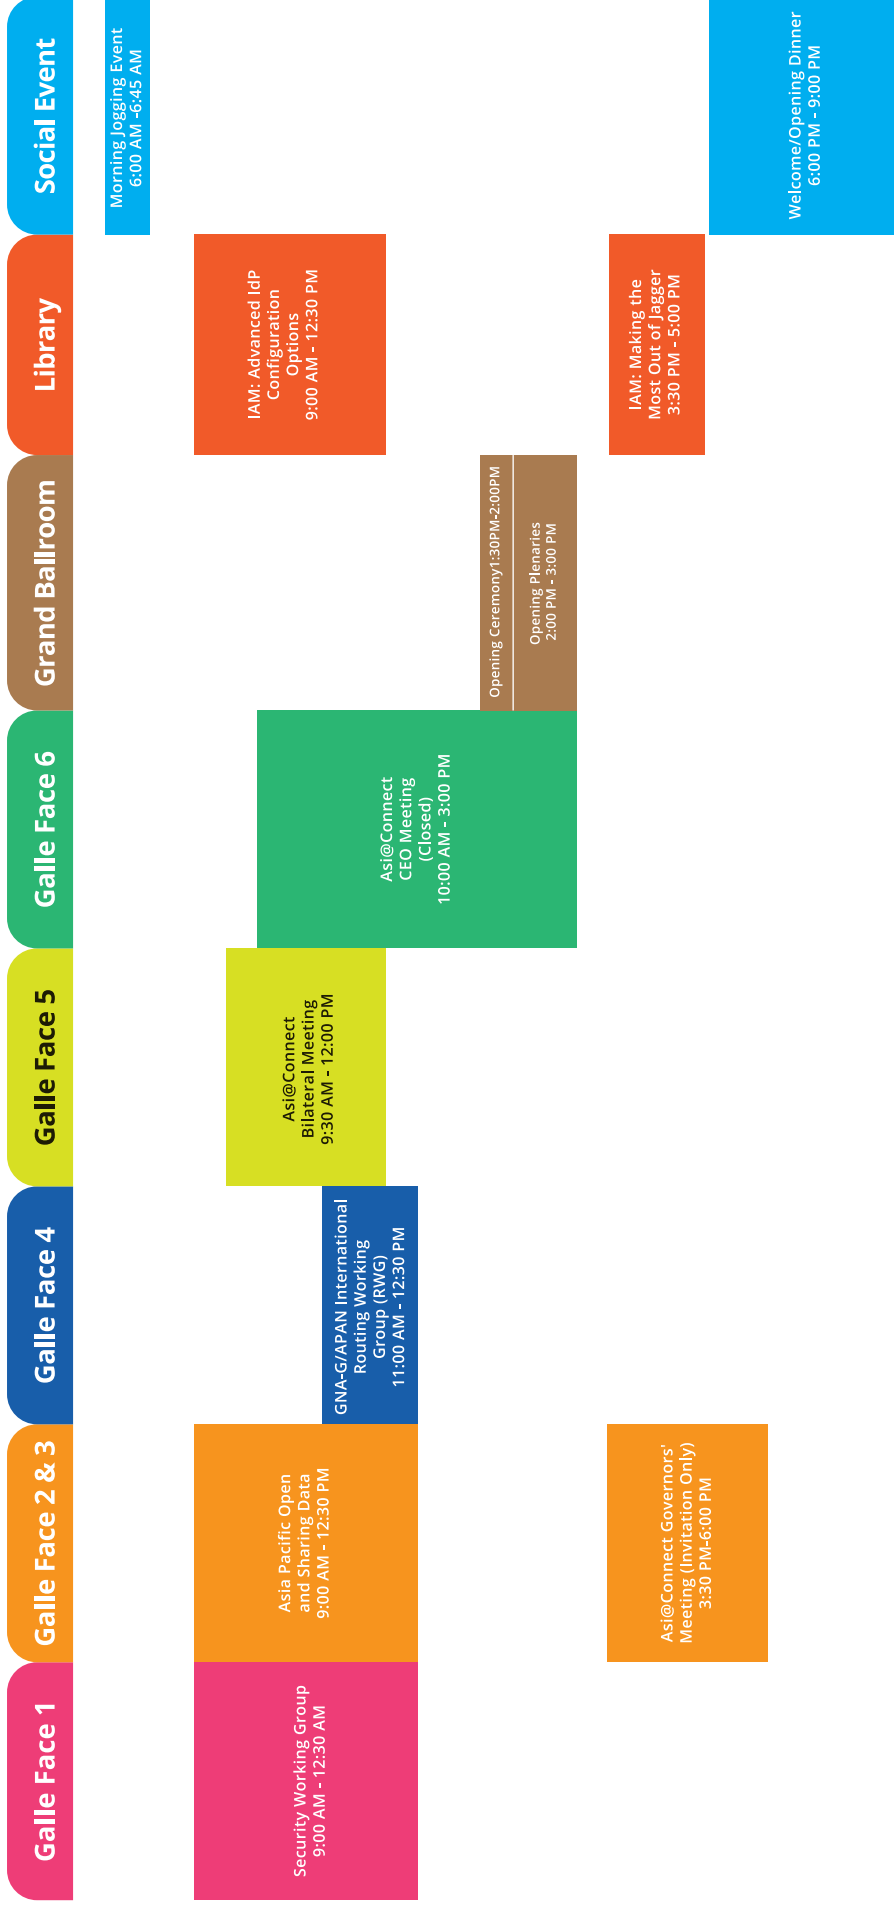 Galle Face 1
Galle Face 2 & 3
Galle Face 4
Galle Face 5
Galle Face 6
Grand Ballroom
Library
Social Event
Morning Jogging Event
6:00 AM -6:45 AM
Security Working Group
9:00 AM - 12:30 AM
Asia Pacific Open
and Sharing Data
9:00 AM - 12:30 PM
GNA-G/APAN International
Routing Working
Group (RWG)
11:00 AM - 12:30 PM
Asi@Connect
Bilateral Meeting
9:30 AM - 12:00 PM
Asi@Connect
CEO Meeting
(Closed)
10:00 AM - 3:00 PM
IAM: Advanced IdP
Configuration
Options
9:00 AM - 12:30 PM
Opening Ceremony1:30PM-2:00PM
Opening Plenaries
2:00 PM - 3:00 PM
Asi@Connect Governors'
Meeting (Invitation Only)
3:30 PM-6:00 PM
IAM: Making the
Most Out of Jagger
3:30 PM - 5:00 PM
Welcome/Opening Dinner
6:00 PM - 9:00 PM